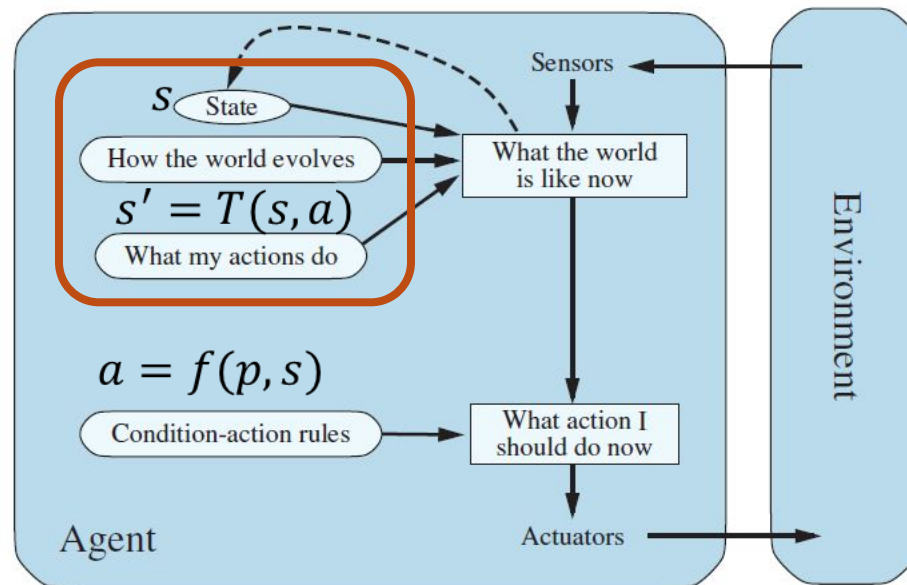 Sensors
s
State
How the world evolves
What the world
is like now
s′ = T(s, a)
What my actions do
Environment
a = f(p, s)
Condition-action rules
What action I
should do now
Agent
Actuators